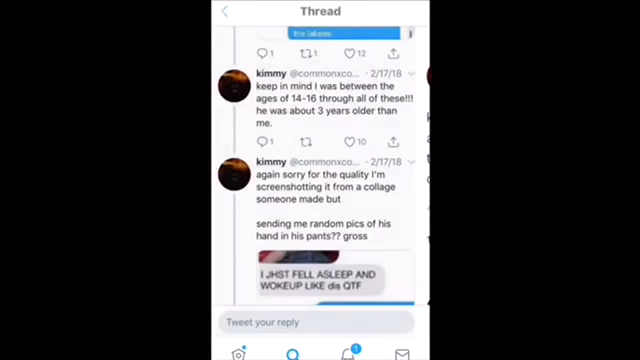 Thread
1
1
12
kimmy @commonxco... · 2/17/18
keep in mind I was between the
ages of 14-16 through all of these!!!
he was about 3 years older than
me.
1
10
kimmy @commonxco... · 2/17/18
again sorry for the quality I'm
screenshotting it from a collage
someone made but
sending me random pics of his
hand in his pants?? gross
I JHST FELL ASLEEP AND
WOKEUP LIKE dis QTF
Tweet your reply
1